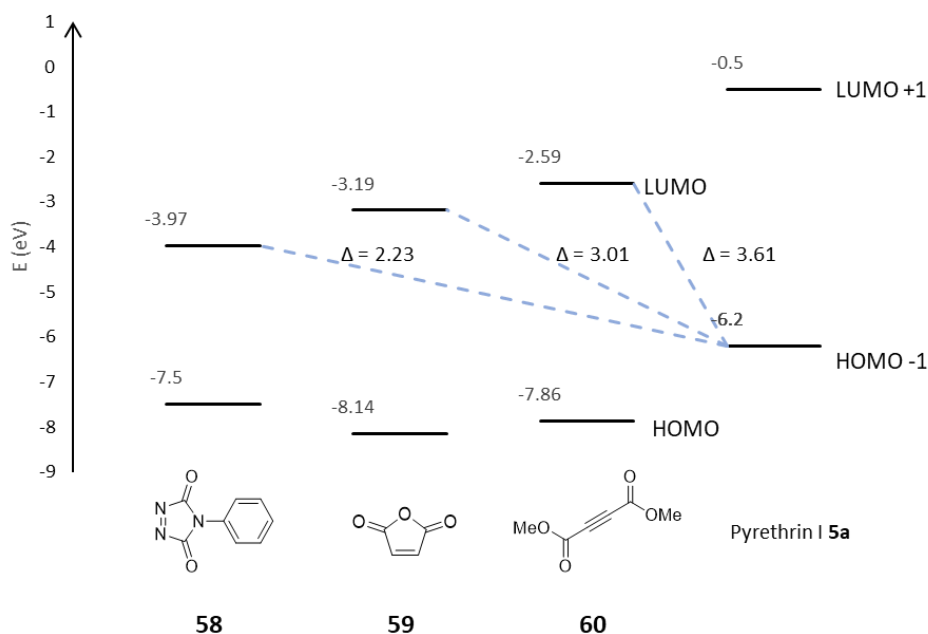 1
0
-1
-2
-3
-4
-5
-6
-7
-8
-9
E (eV)
-0.5
LUMO +1
-2.59
LUMO
-3.19
-3.97
Δ = 2.23
Δ = 3.01
Δ = 3.61
-6.2
HOMO -1
-7.5
-8.14
-7.86
HOMO
O
N
N
N
O
O
O
O
O
MeO
OMe
O
Pyrethrin I 5a
58
59
60